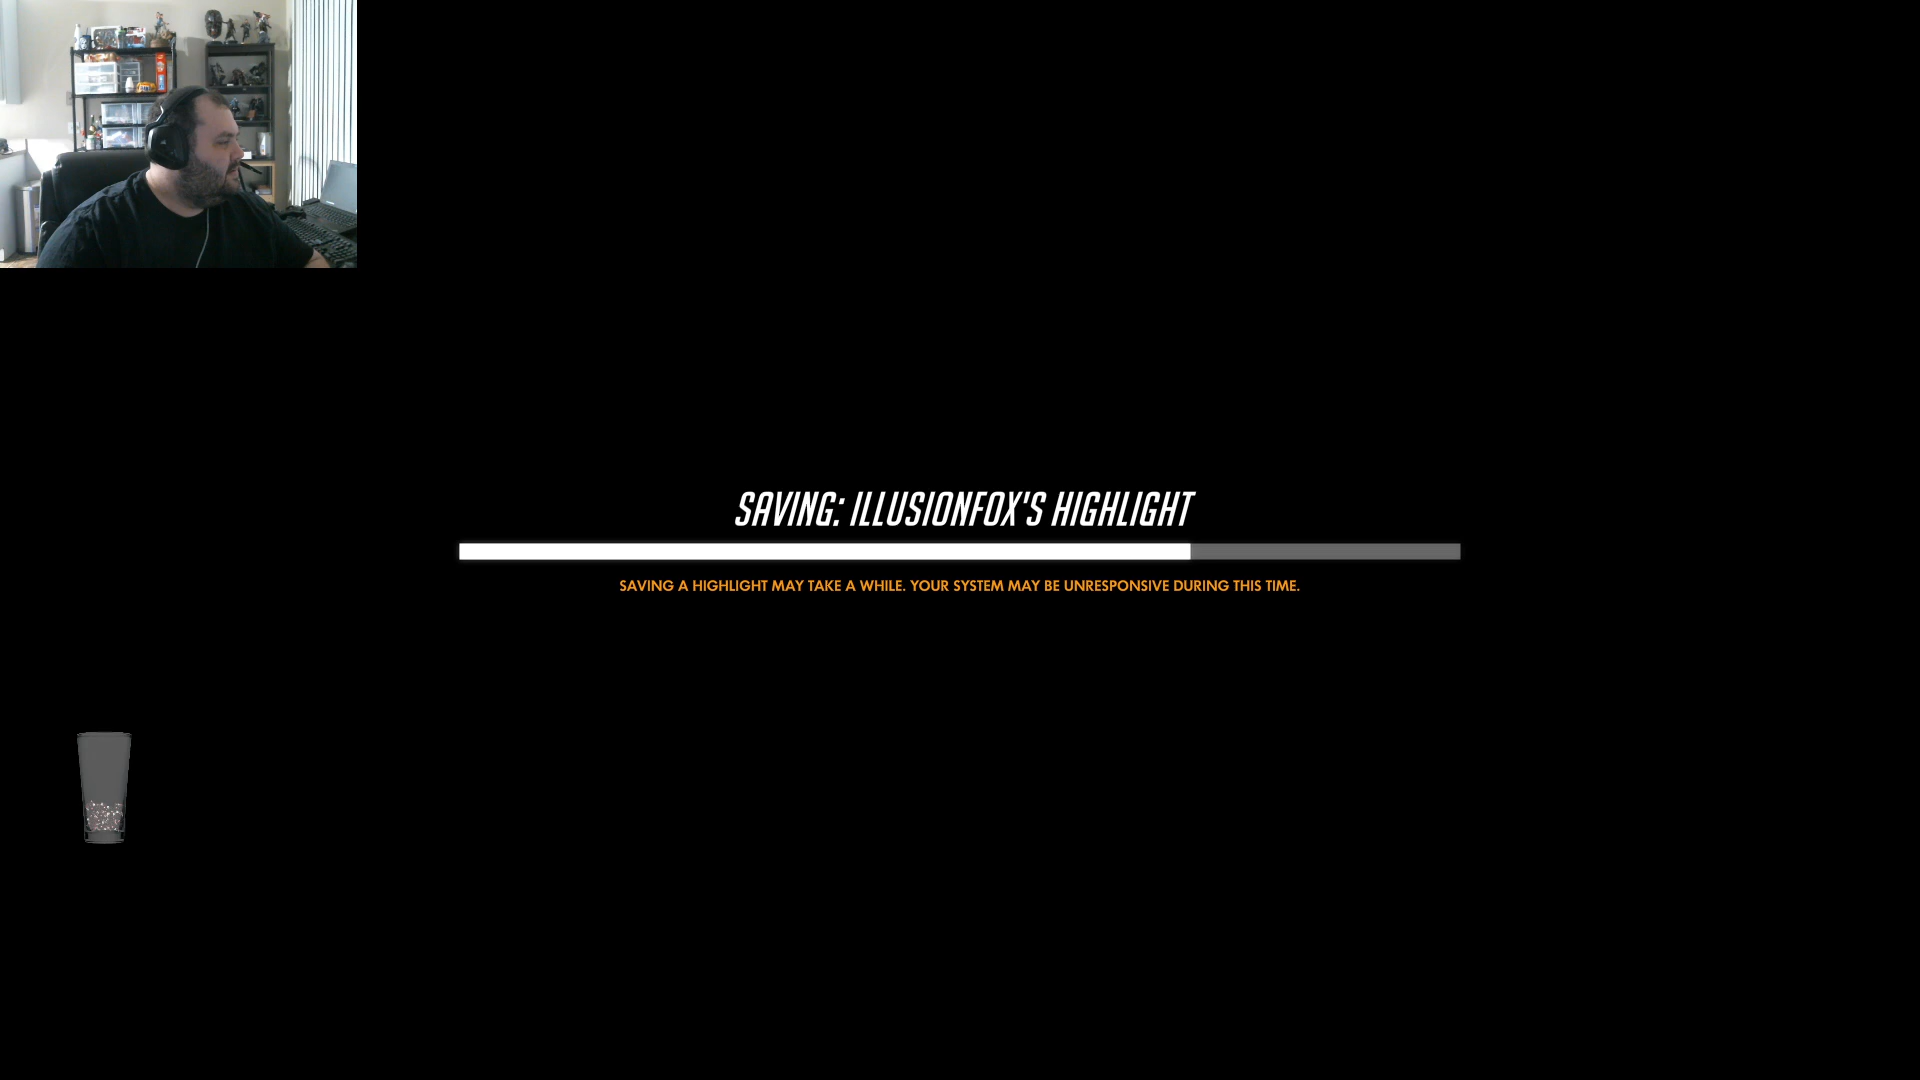 SAVING: ILLUSIONFOX'S HIGHLIGHT
SAVING A HIGHLIGHT MAY TAKE A WHILE. YOUR SYSTEM MAY BE UNRESPONSIVE DURING THIS TIME.